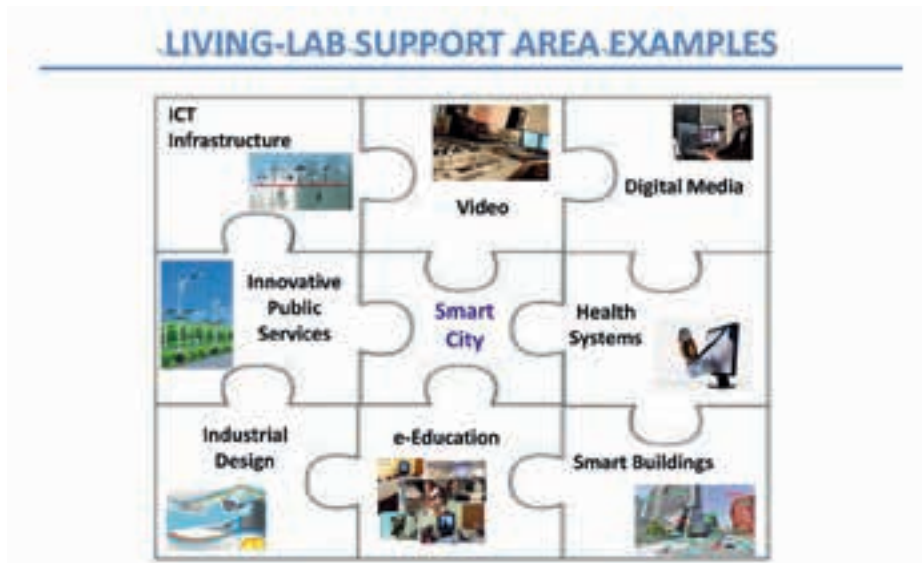 LIVING-LAB SUPPORT AREA EXAMPLES
ICT
Infrastructure
Video
Digital Media
Innovative
Public
Services
Smart
City
Health
Systems
Industrial
Design
e-Education
Smart Buildings